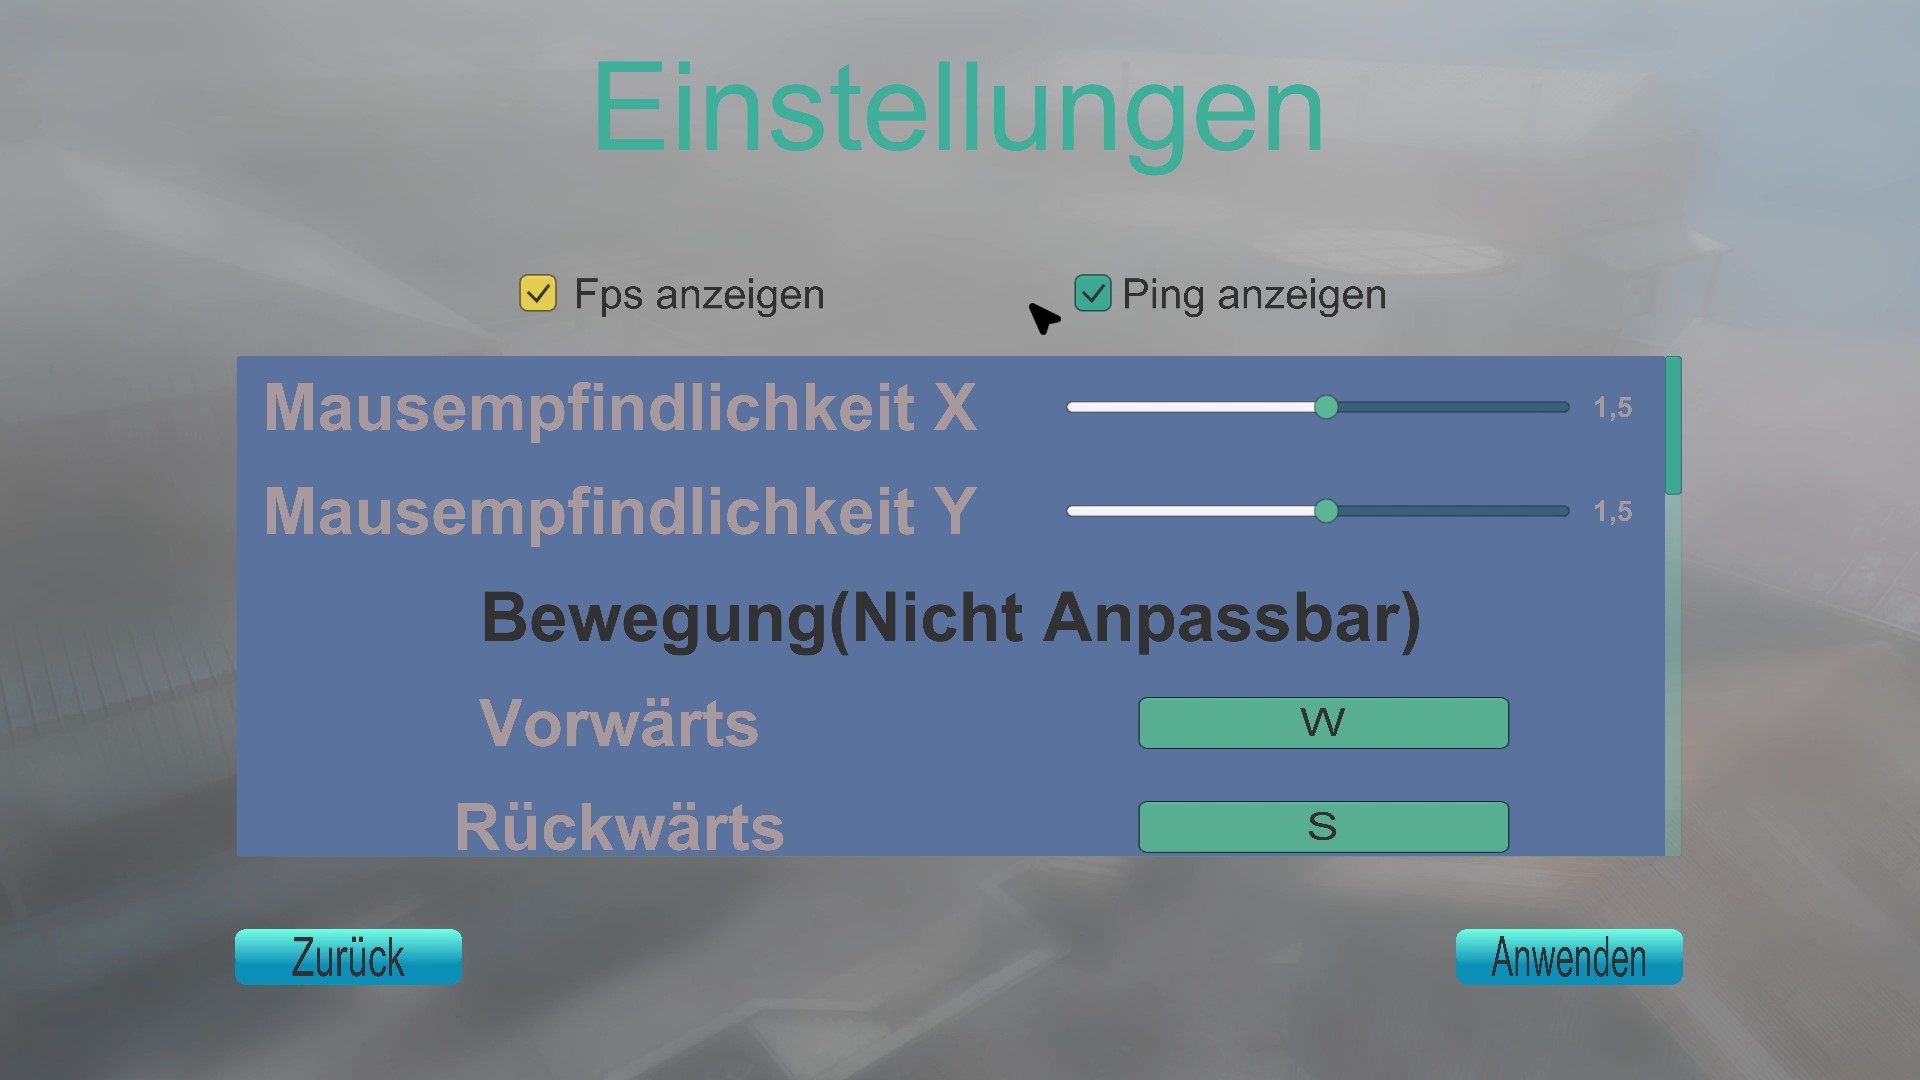 Einstellungen
Fps anzeigen
Ping anzeigen
Mausempfindlichkeit X 1,5
Mausempfindlichkeit Y 1,5
Bewegung(Nicht Anpassbar)
Vorwärts W
Rückwärts S
Zurück
Anwenden